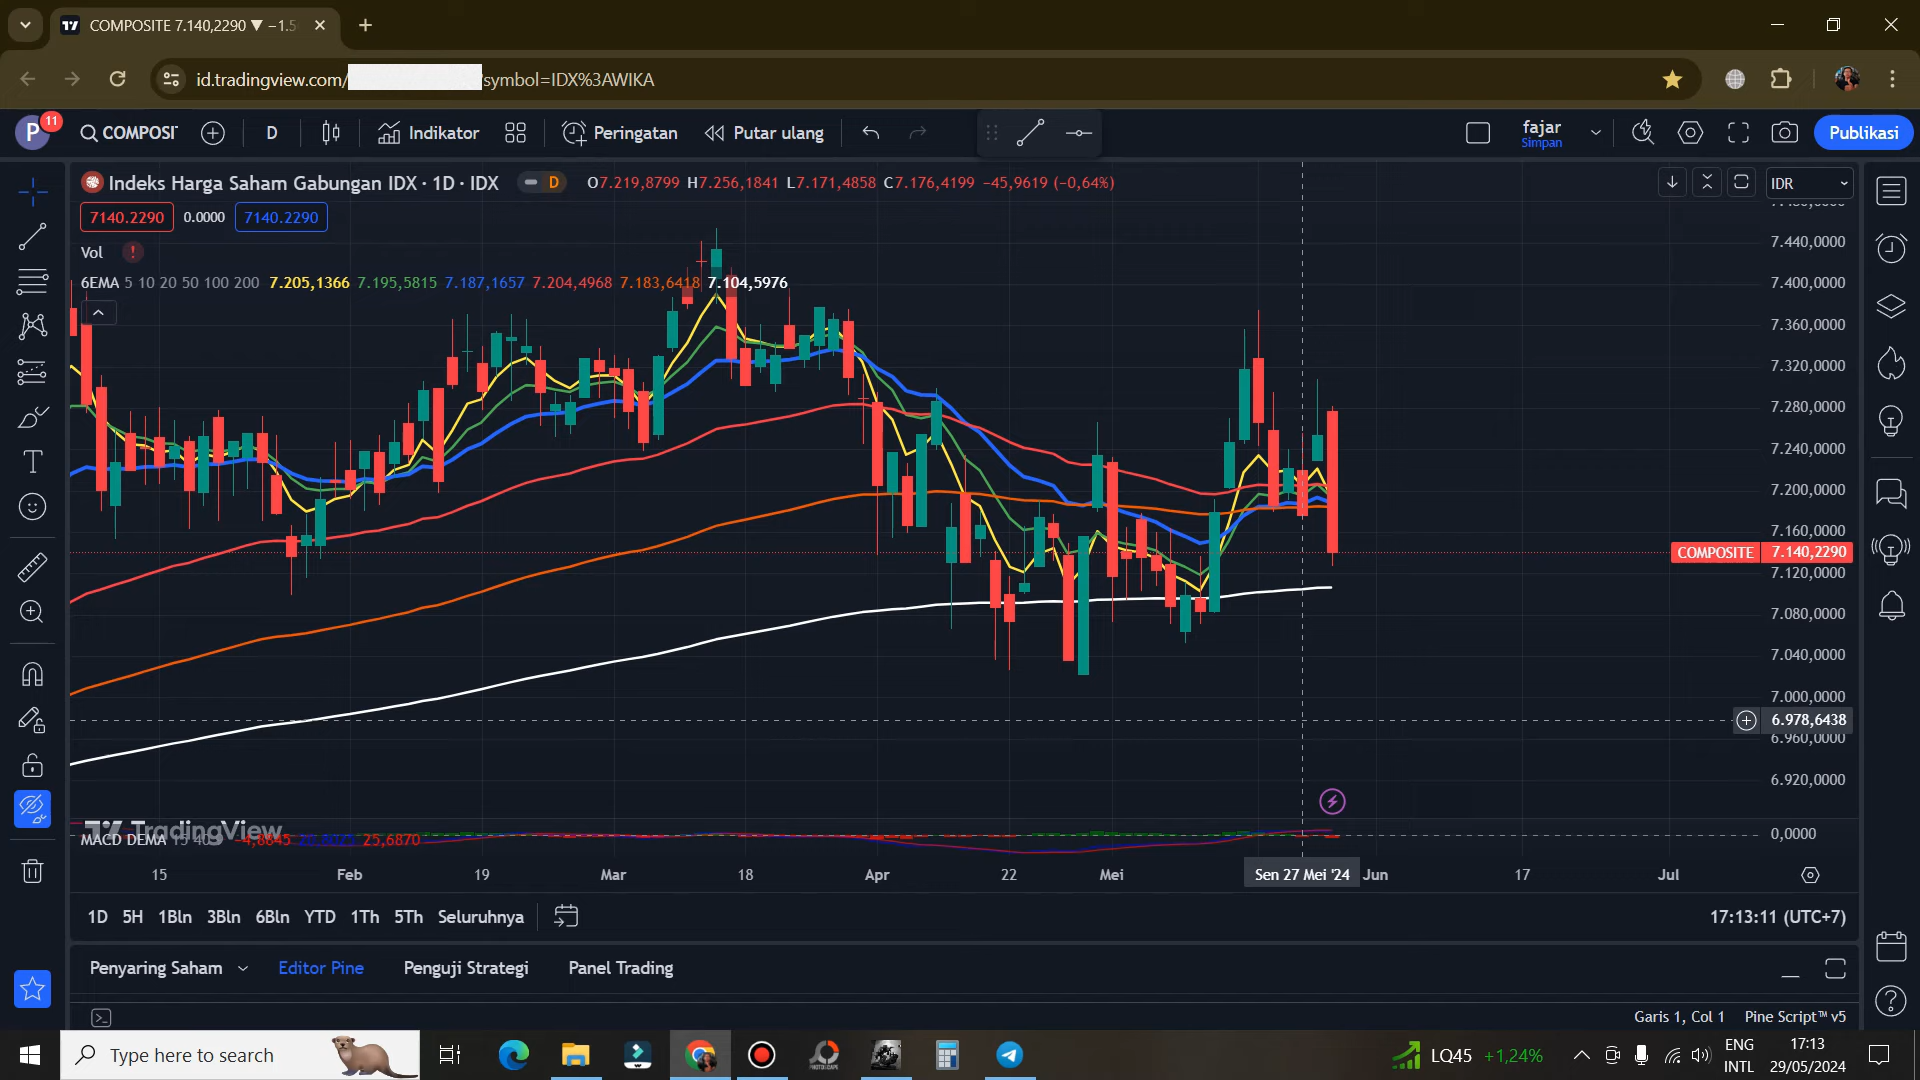 COMPOSITE 7.140,2290 ▼ −1.5
id.tradingview.com/ /symbol=IDX%3AWIKA
P 11 COMPOSIT D Indikator Peringatan Putar ulang fajar Simpan Publikasi
Indeks Harga Saham Gabungan IDX · 1D · IDX D O7.219,8799 H7.256,1841 L7.171,4858 C7.176,4199 −45,9619 (−0,64%) IDR
7140.2290 0.0000 7140.2290
Vol
6EMA 5 10 20 50 100 200 7.205,1366 7.195,5815 7.187,1657 7.204,4968 7.183,6418 7.104,5976
7.440,0000
7.400,0000
7.360,0000
7.320,0000
7.280,0000
7.240,0000
7.200,0000
7.160,0000
COMPOSITE 7.140,2290
7.120,0000
7.080,0000
7.040,0000
7.000,0000
6.978,6438
6.960,0000
6.920,0000
TradingView
MACD DEMA −4,8845 25,6870
0,0000
15 Feb 19 Mar 18 Apr 22 Mei Sen 27 Mei '24 Jun 17 Jul
1D 5H 1Bln 3Bln 6Bln YTD 1Th 5Th Seluruhnya 17:13:11 (UTC+7)
Penyaring Saham Editor Pine Penguji Strategi Panel Trading
Garis 1, Col 1 Pine Script™ v5
Type here to search LQ45 +1,24% ENG INTL 17:13 29/05/2024